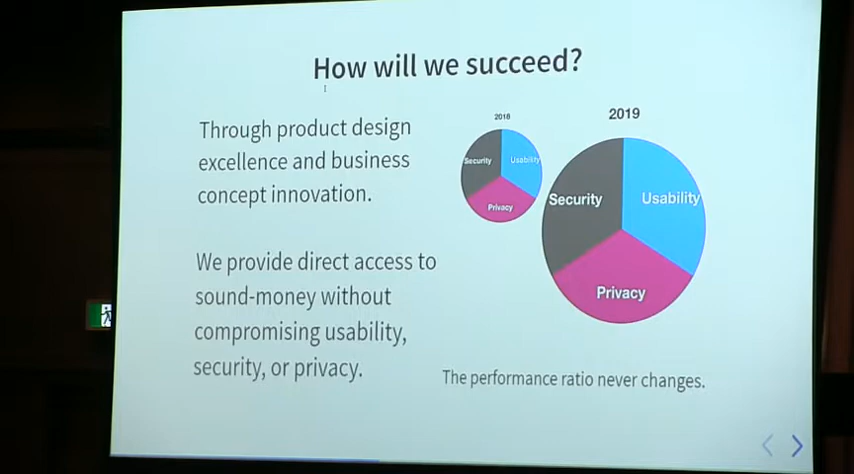 How will we succeed?
Through product design
excellence and business
concept innovation.
We provide direct access to
sound-money without
compromising usability,
security, or privacy.
2018
Security
Usability
Privacy
2019
Security
Usability
Privacy
The performance ratio never changes.